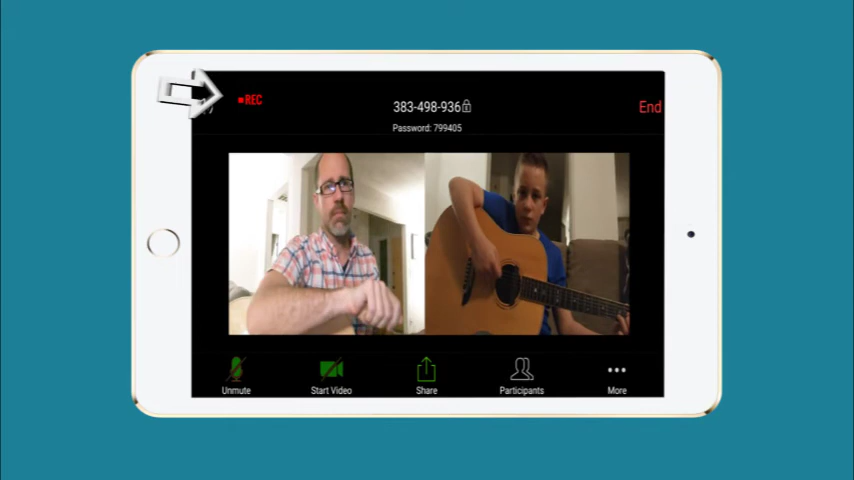 REC
383-498-936
End
Password: 799405
Unmute
Start Video
Share
Participants
More